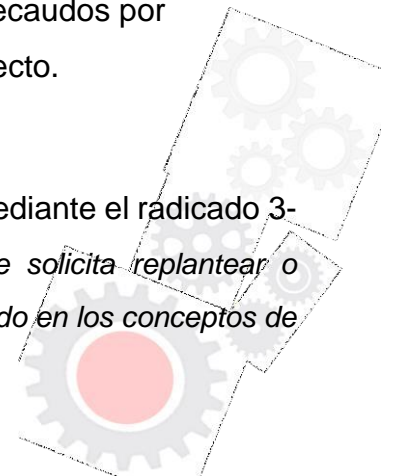 ecaudos por
ecto.
ediante el radicado 3-
e solicita replantear o
do en los conceptos de